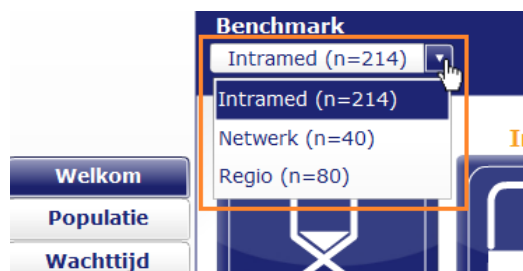 Benchmark
Intramed (n=214)
Intramed (n=214)
Netwerk (n=40)
Regio (n=80)
Welkom
Populatie
Wachttijd